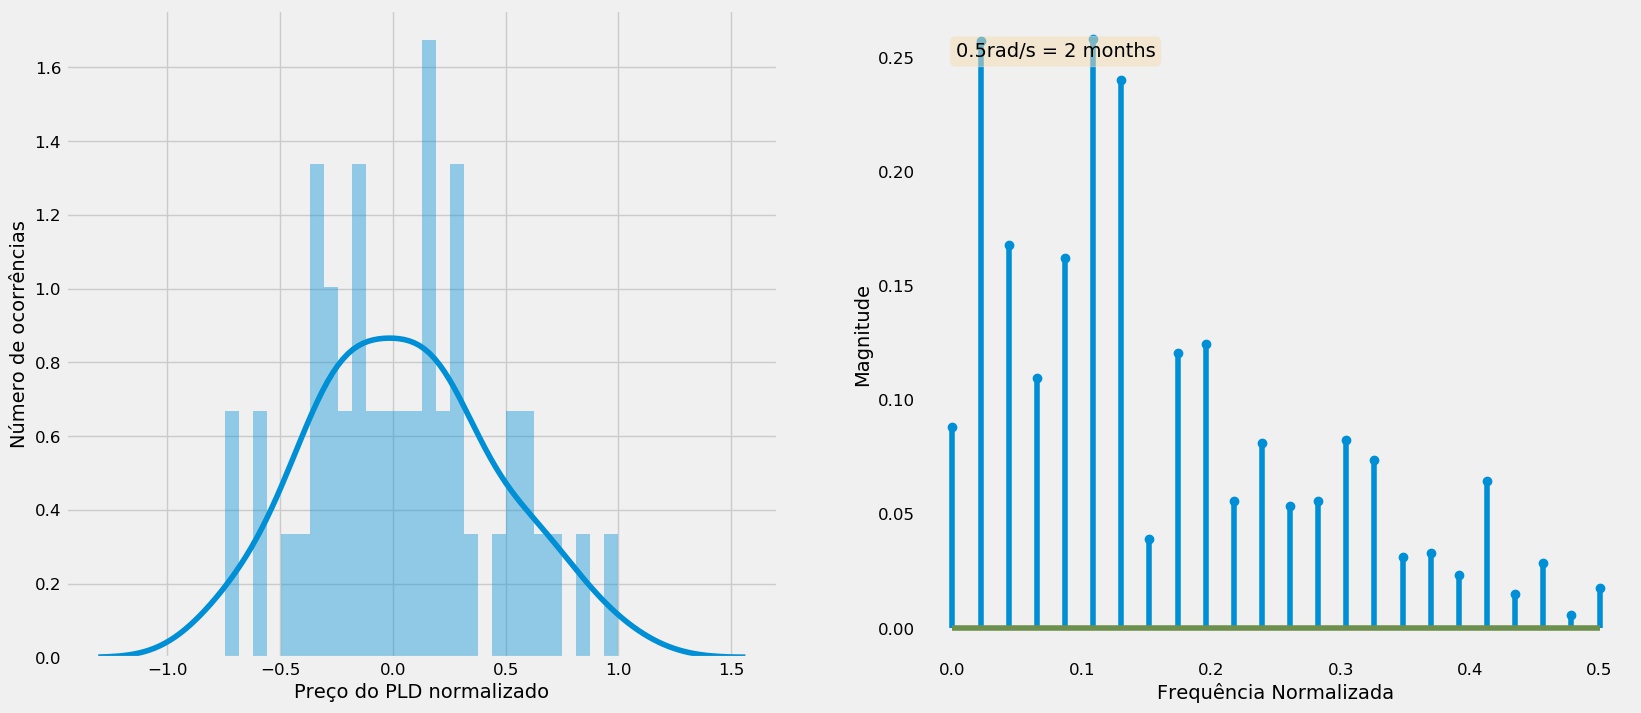 1.6
1.4
1.2
1.0
0.8
0.6
0.4
0.2
0.0
Número de ocorrências
−1.0 −0.5 0.0 0.5 1.0 1.5
Preço do PLD normalizado
0.5rad/s = 2 months
0.25
0.20
0.15
0.10
0.05
0.00
Magnitude
0.0 0.1 0.2 0.3 0.4 0.5
Frequência Normalizada